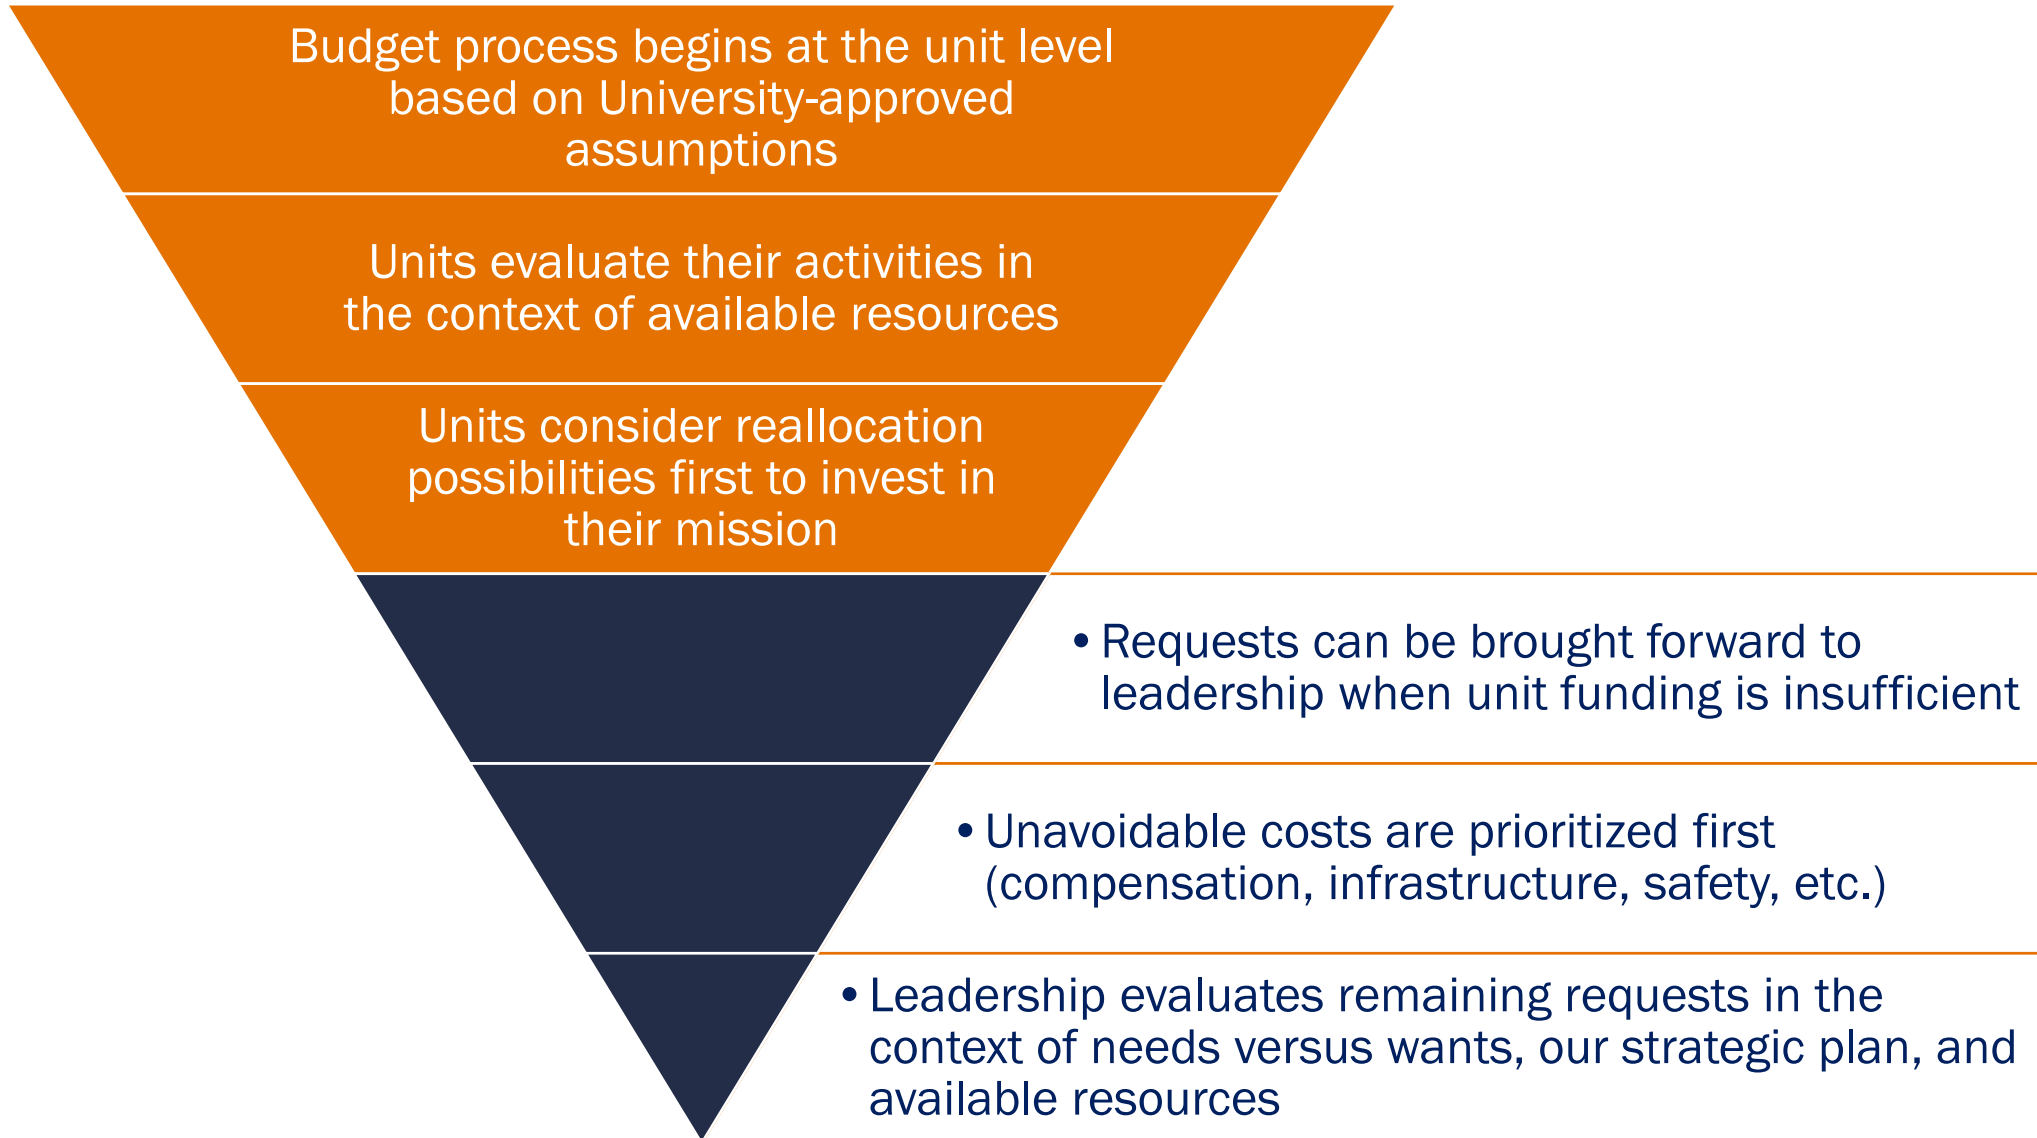 Budget process begins at the unit level
based on University-approved
assumptions
Units evaluate their activities in
the context of available resources
Units consider reallocation
possibilities first to invest in
their mission
• Requests can be brought forward to
leadership when unit funding is insufficient
• Unavoidable costs are prioritized first
(compensation, infrastructure, safety, etc.)
• Leadership evaluates remaining requests in the
context of needs versus wants, our strategic plan, and
available resources